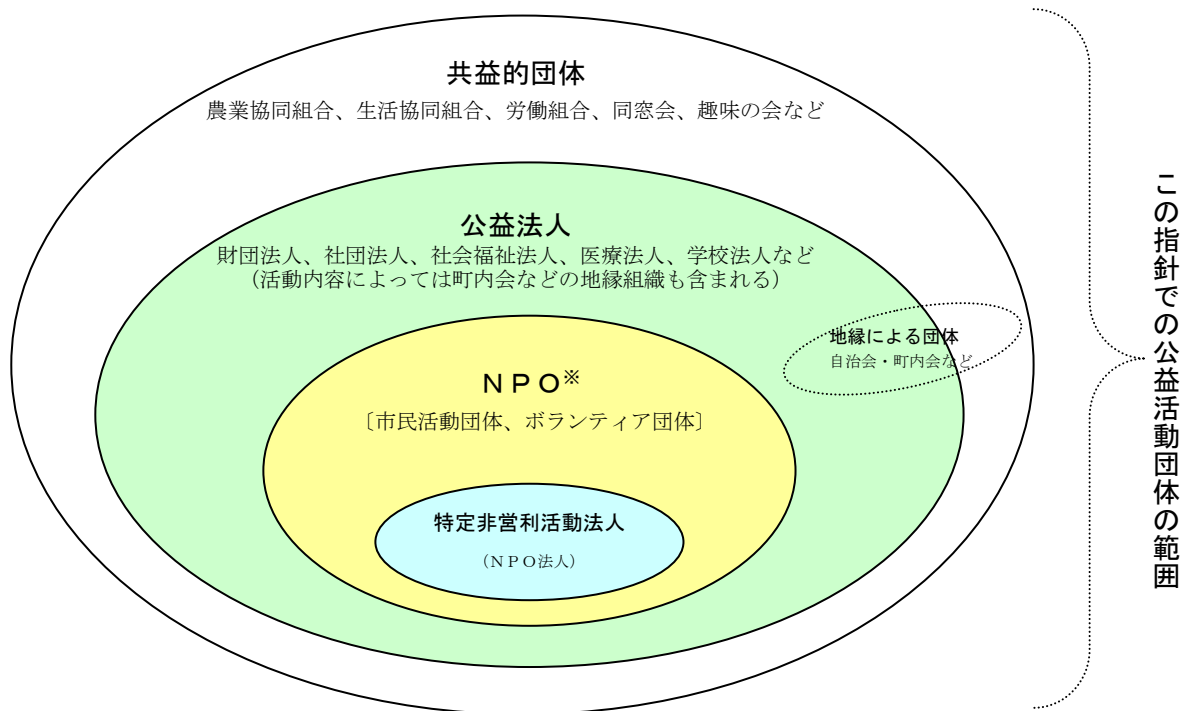 共益的団体
農業協同組合、生活協同組合、労働組合、同窓会、趣味の会など
公益法人
財団法人、社団法人、社会福祉法人、医療法人、学校法人など
（活動内容によっては町内会などの地縁組織も含まれる）
地縁による団体
自治会・町内会など
ＮＰＯ※
〔市民活動団体、ボランティア団体〕
特定非営利活動法人
（ＮＰＯ法人）
この指針での公益活動団体の範囲